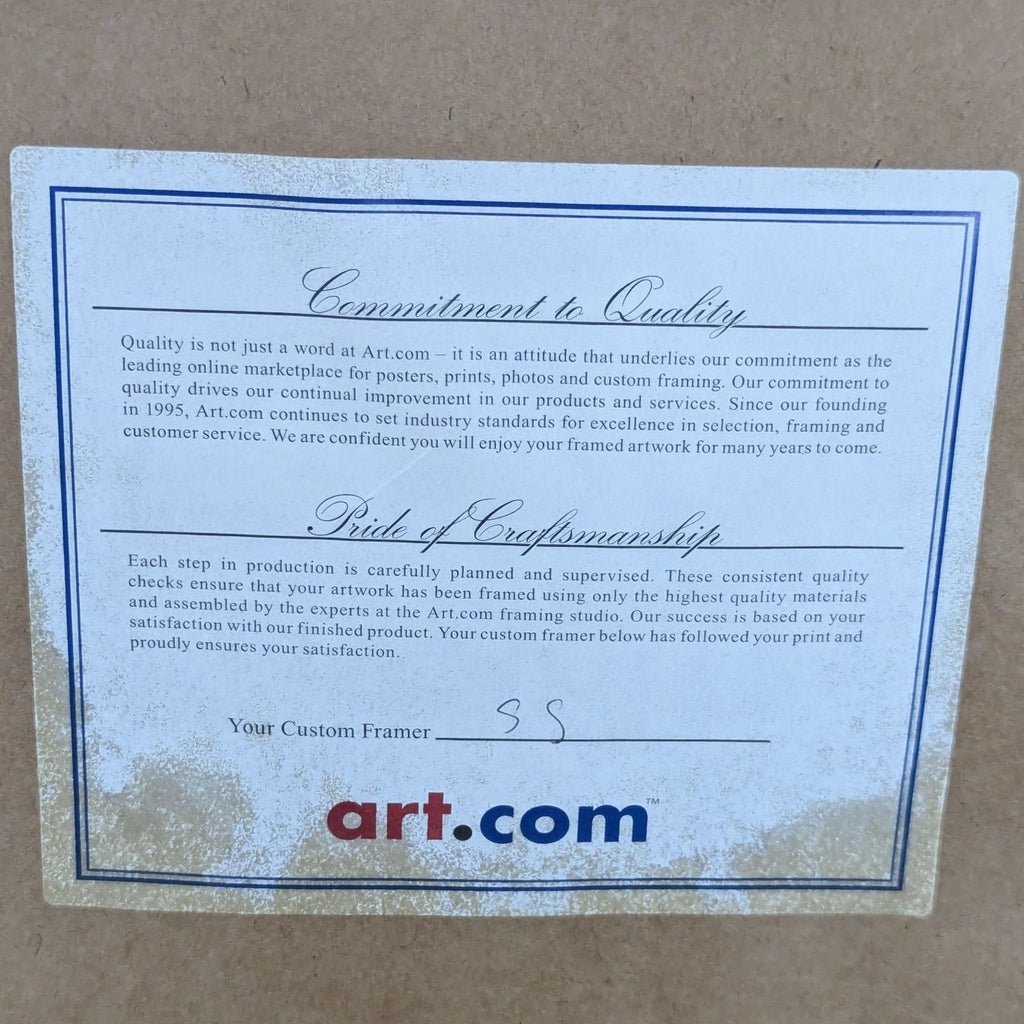 Commitment to Quality
Quality is not just a word at Art.com – it is an attitude that underlies our commitment as the
leading online marketplace for posters, prints, photos and custom framing. Our commitment to
quality drives our continual improvement in our products and services. Since our founding
in 1995, Art.com continues to set industry standards for excellence in selection, framing and
customer service. We are confident you will enjoy your framed artwork for many years to come.
Pride of Craftsmanship
Each step in production is carefully planned and supervised. These consistent quality
checks ensure that your artwork has been framed using only the highest quality materials
and assembled by the experts at the Art.com framing studio. Our success is based on your
satisfaction with our finished product. Your custom framer below has followed your print and
proudly ensures your satisfaction.
Your Custom Framer SS
art.com™